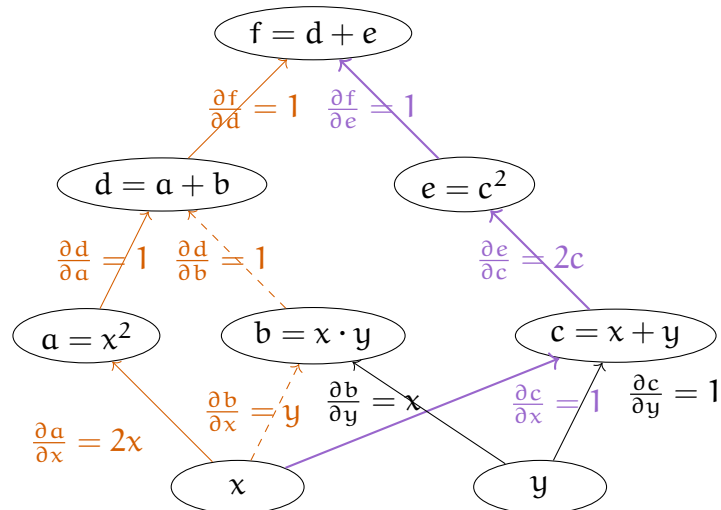 f = d + e
∂f/∂d = 1
∂f/∂e = 1
d = a + b
e = c²
∂d/∂a = 1
∂d/∂b = 1
∂e/∂c = 2c
a = x²
b = x · y
c = x + y
∂a/∂x = 2x
∂b/∂x = y
∂b/∂y = x
∂c/∂x = 1
∂c/∂y = 1
x
y